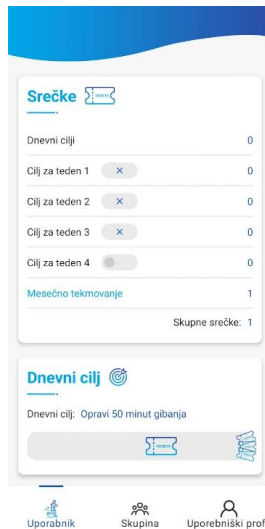 Srečke
Dnevni cilji 0
Cilj za teden 1 0
Cilj za teden 2 0
Cilj za teden 3 0
Cilj za teden 4 0
Mesečno tekmovanje 1
Skupne srečke: 1
Dnevni cilj
Dnevni cilj: Opravi 50 minut gibanja
Uporabnik Skupina Uporebniški prof